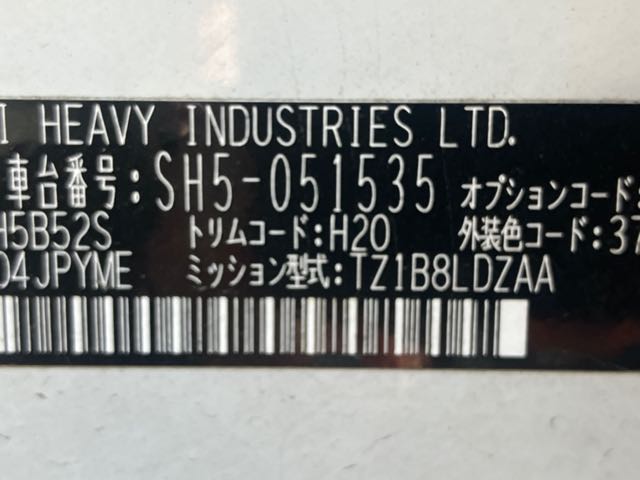 I HEAVY INDUSTRIES LTD.
車台番号: SH5-051535 オプションコード:
H5B52S トリムコード: H20 外装色コード: 37
04JPYME ミッション型式: TZ1B8LDZAA